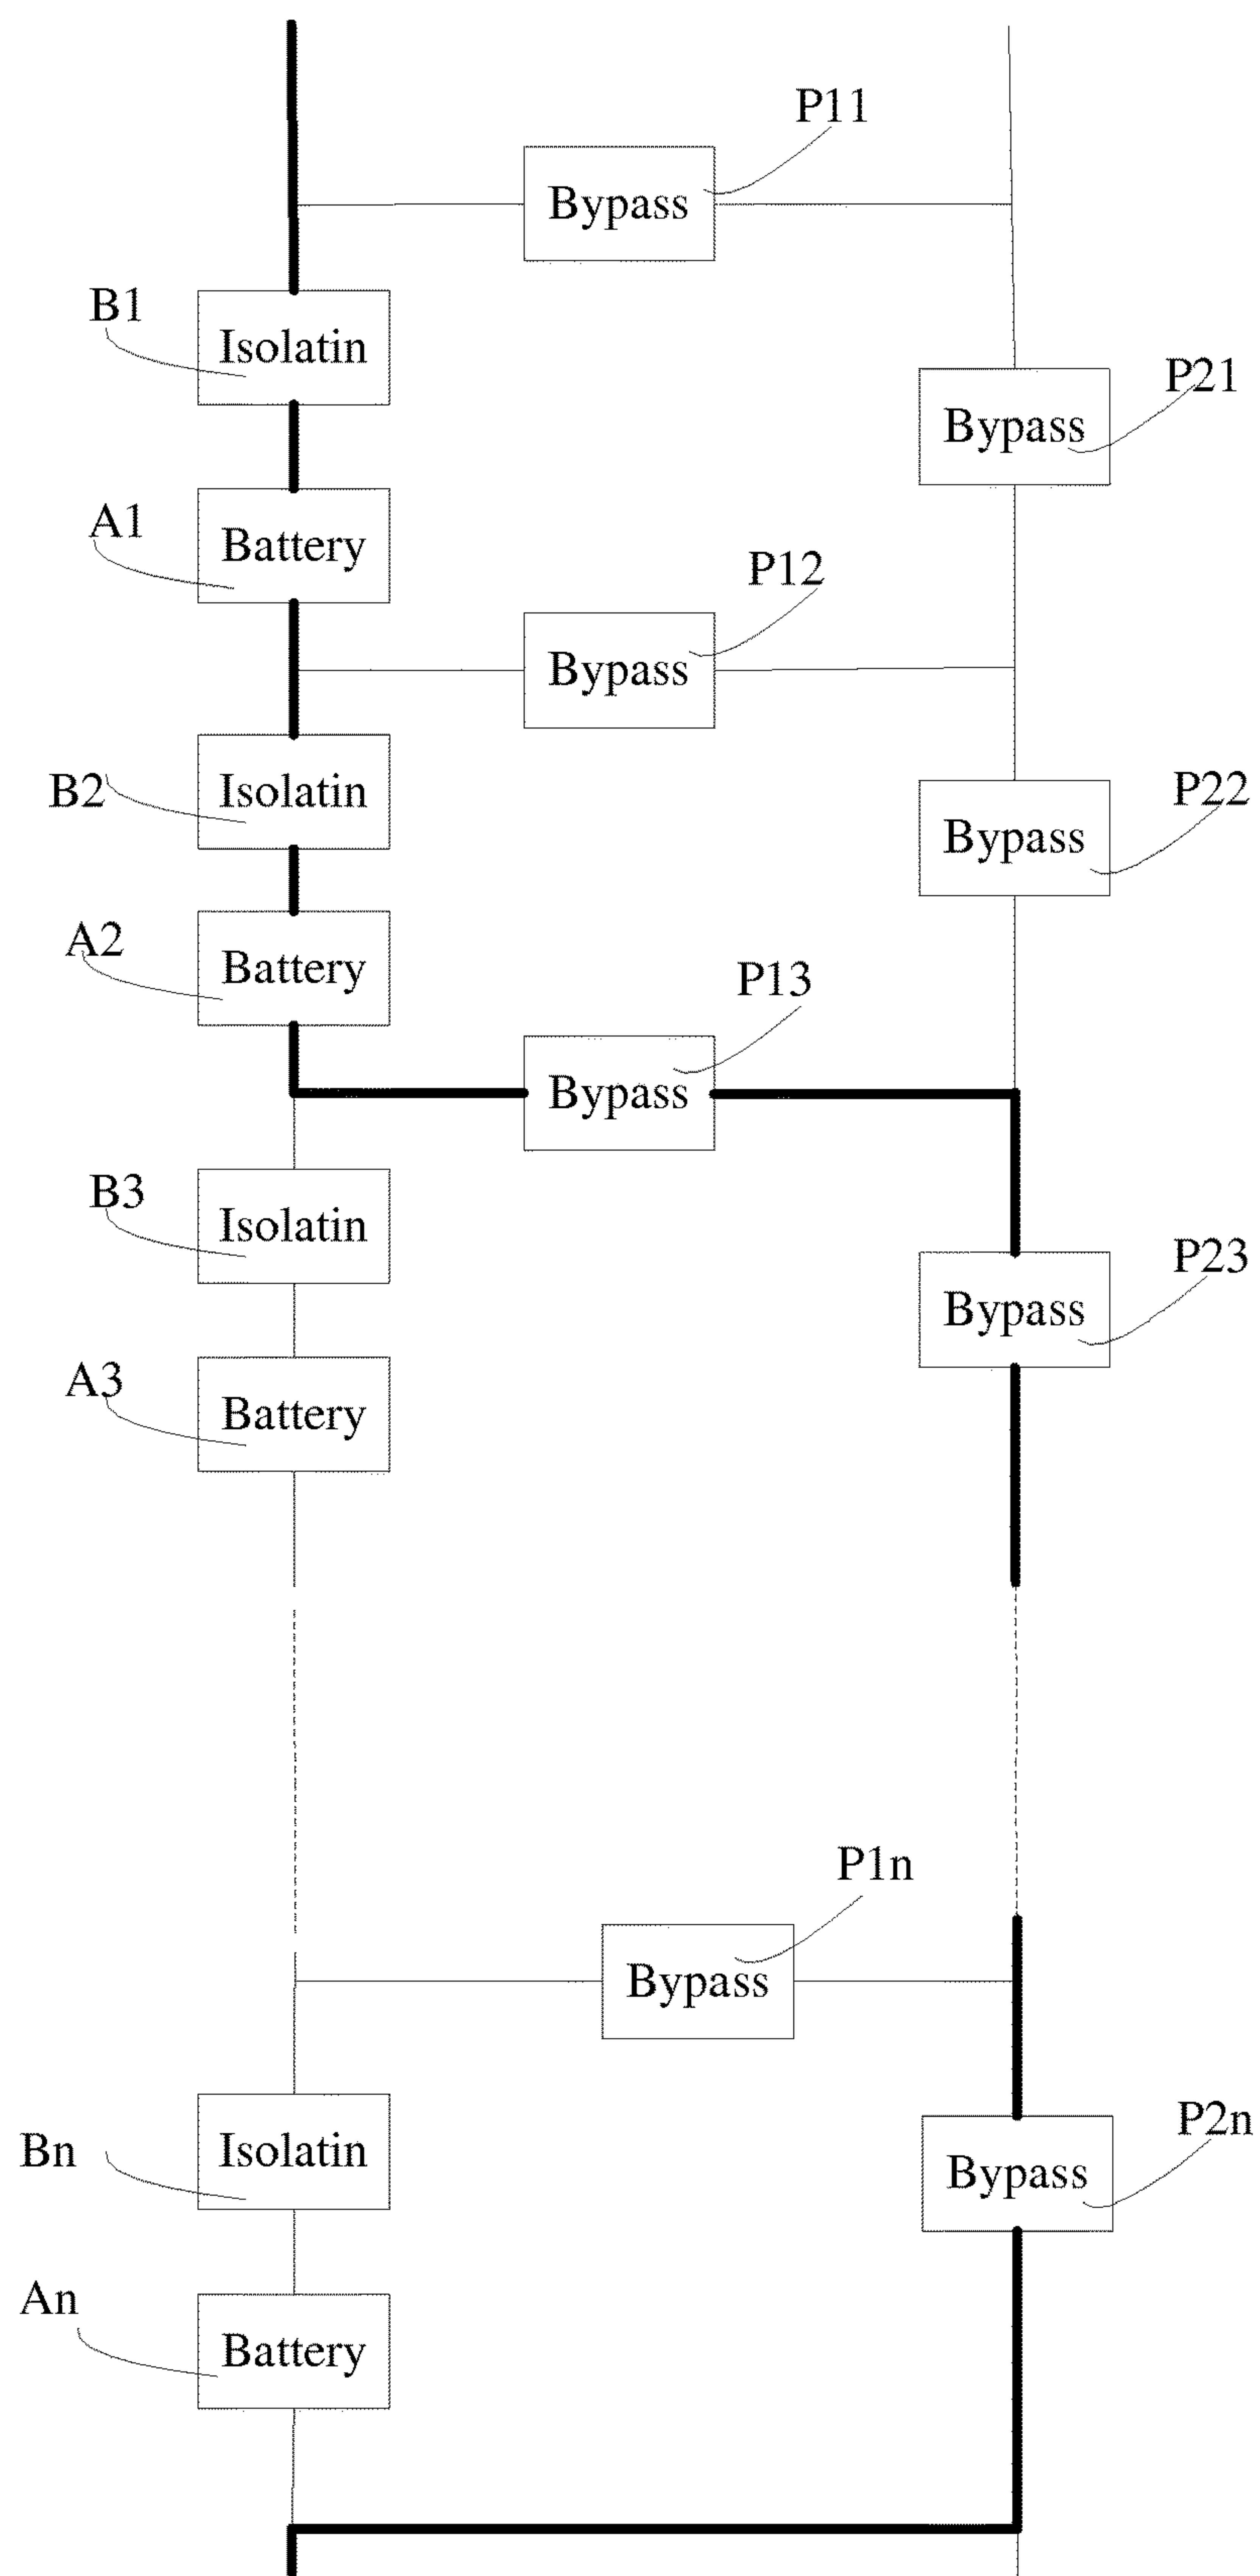 P11
Bypass
B1
Isolatin
P21
Bypass
A1
Battery
P12
Bypass
B2
Isolatin
P22
Bypass
A2
Battery
P13
Bypass
B3
Isolatin
P23
Bypass
A3
Battery
P1n
Bypass
Bn
Isolatin
P2n
Bypass
An
Battery